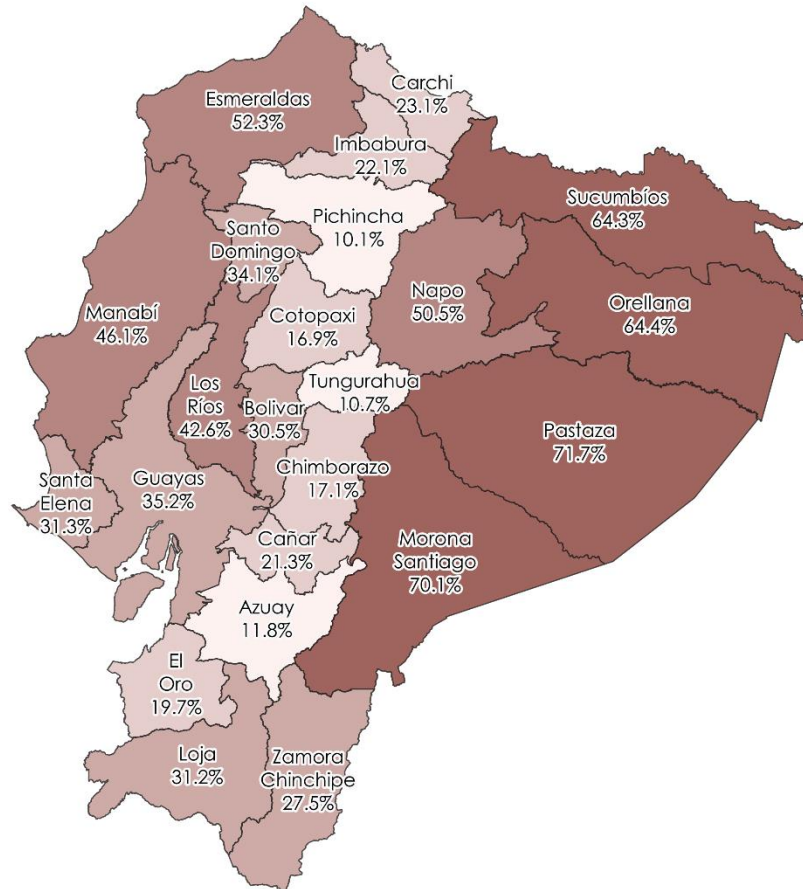 Carchi
23.1%
Esmeraldas
52.3%
Imbabura
22.1%
Sucumbíos
64.3%
Pichincha
10.1%
Santo
Domingo
34.1%
Napo
50.5%
Orellana
64.4%
Manabí
46.1%
Cotopaxi
16.9%
Tungurahua
10.7%
Los
Ríos
42.6%
Bolivar
30.5%
Pastaza
71.7%
Chimborazo
17.1%
Guayas
35.2%
Santa
Elena
31.3%
Cañar
21.3%
Morona
Santiago
70.1%
Azuay
11.8%
El
Oro
19.7%
Loja
31.2%
Zamora
Chinchipe
27.5%